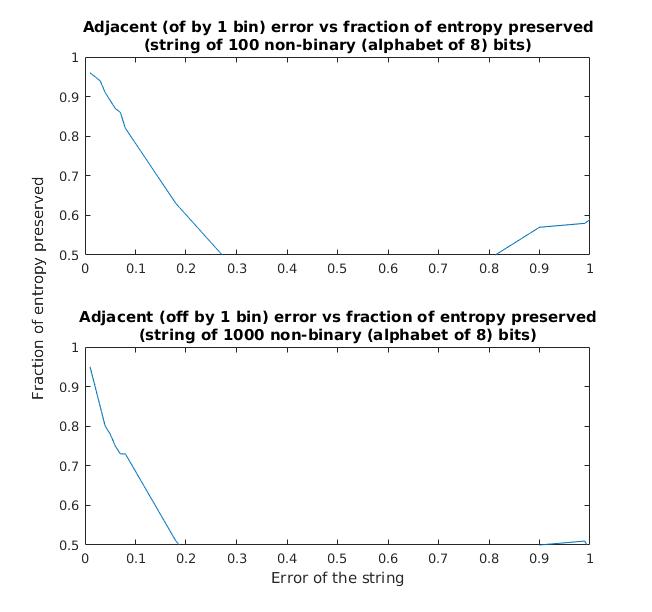 Adjacent (of by 1 bin) error vs fraction of entropy preserved
(string of 100 non-binary (alphabet of 8) bits)
1
0.9
0.8
0.7
0.6
0.5
0 0.1 0.2 0.3 0.4 0.5 0.6 0.7 0.8 0.9 1
Fraction of entropy preserved
Adjacent (off by 1 bin) error vs fraction of entropy preserved
(string of 1000 non-binary (alphabet of 8) bits)
1
0.9
0.8
0.7
0.6
0.5
0 0.1 0.2 0.3 0.4 0.5 0.6 0.7 0.8 0.9 1
Error of the string